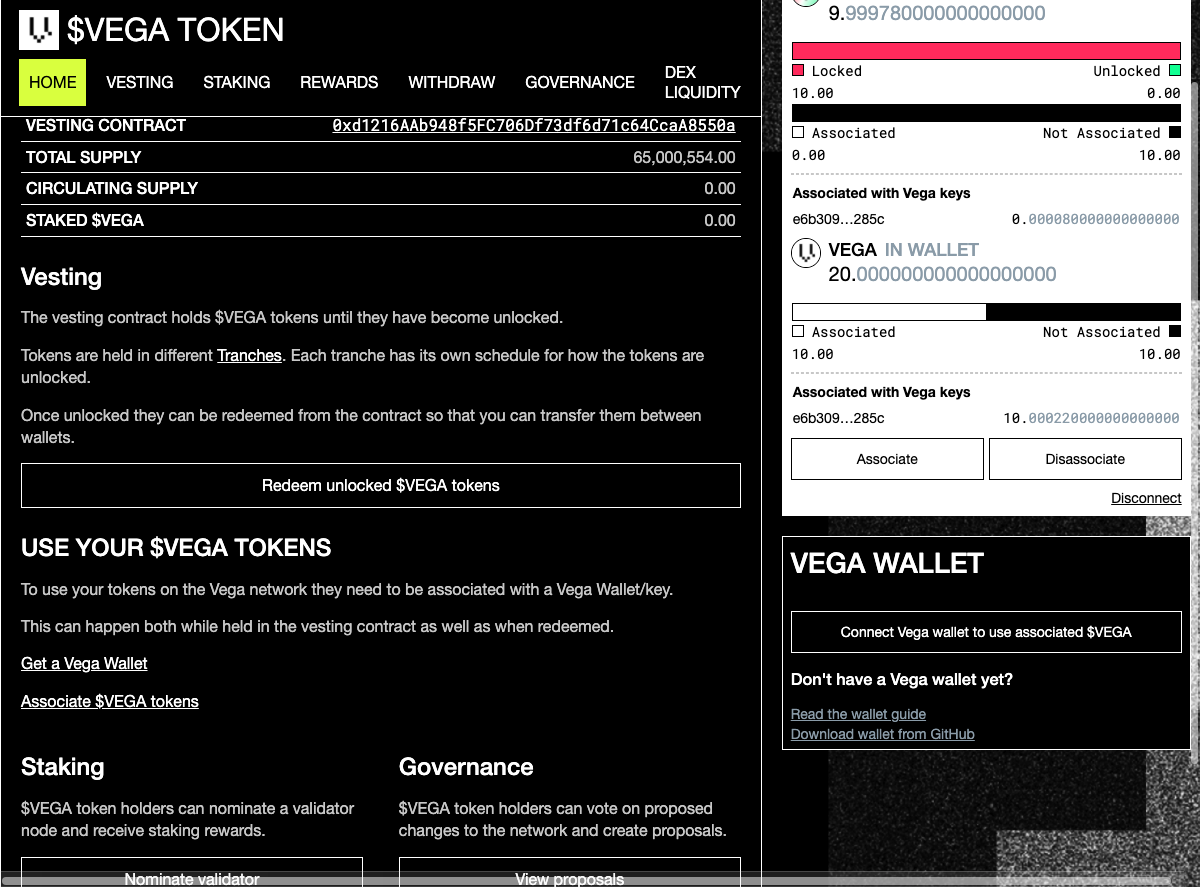 $VEGA TOKEN
HOME
VESTING
STAKING
REWARDS
WITHDRAW
GOVERNANCE
DEX
LIQUIDITY
VESTING CONTRACT 0xd1216AAb948f5FC706Df73df6d71c64CcaA8550a
TOTAL SUPPLY 65,000,554.00
CIRCULATING SUPPLY 0.00
STAKED $VEGA 0.00
Vesting
The vesting contract holds $VEGA tokens until they have become unlocked.
Tokens are held in different Tranches. Each tranche has its own schedule for how the tokens are
unlocked.
Once unlocked they can be redeemed from the contract so that you can transfer them between
wallets.
Redeem unlocked $VEGA tokens
USE YOUR $VEGA TOKENS
To use your tokens on the Vega network they need to be associated with a Vega Wallet/key.
This can happen both while held in the vesting contract as well as when redeemed.
Get a Vega Wallet
Associate $VEGA tokens
Staking
$VEGA token holders can nominate a validator
node and receive staking rewards.
Nominate validator
Governance
$VEGA token holders can vote on proposed
changes to the network and create proposals.
View proposals
9.999780000000000000
Locked Unlocked
10.00 0.00
Associated Not Associated
0.00 10.00
Associated with Vega keys
e6b309…285c 0.000080000000000000
VEGA IN WALLET
20.000000000000000000
Associated Not Associated
10.00 10.00
Associated with Vega keys
e6b309…285c 10.000220000000000000
Associate
Disassociate
Disconnect
VEGA WALLET
Connect Vega wallet to use associated $VEGA
Don't have a Vega wallet yet?
Read the wallet guide
Download wallet from GitHub